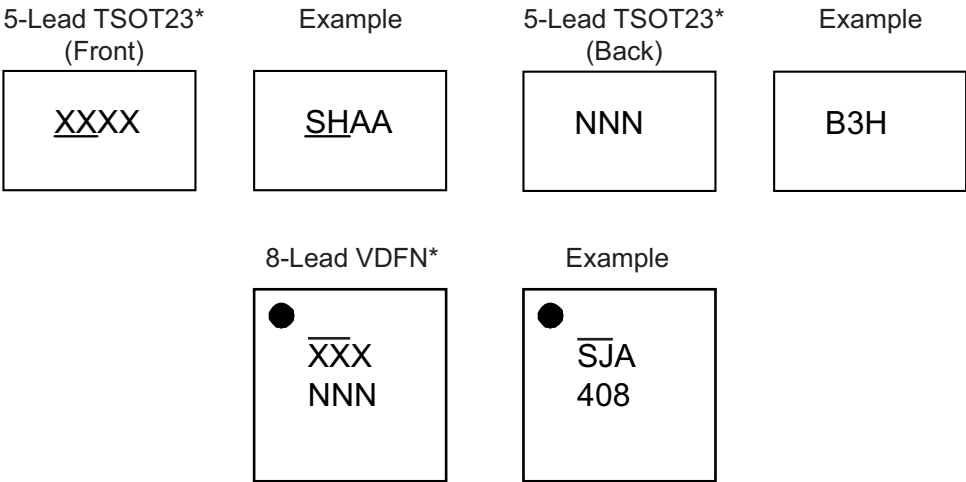 5-Lead TSOT23* Example 5-Lead TSOT23* Example
(Front) (Back)
XXXX SHAA NNN B3H
8-Lead VDFN* Example
XXX SJA
NNN 408